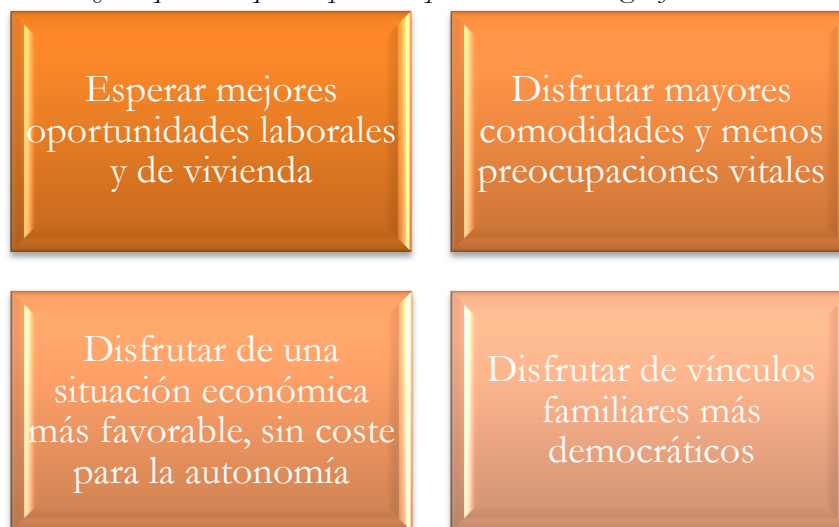 Esperar mejores
oportunidades laborales
y de vivienda
Disfrutar mayores
comodidades y menos
preocupaciones vitales
Disfrutar de una
situación económica
más favorable, sin coste
para la autonomía
Disfrutar de vínculos
familiares más
democráticos